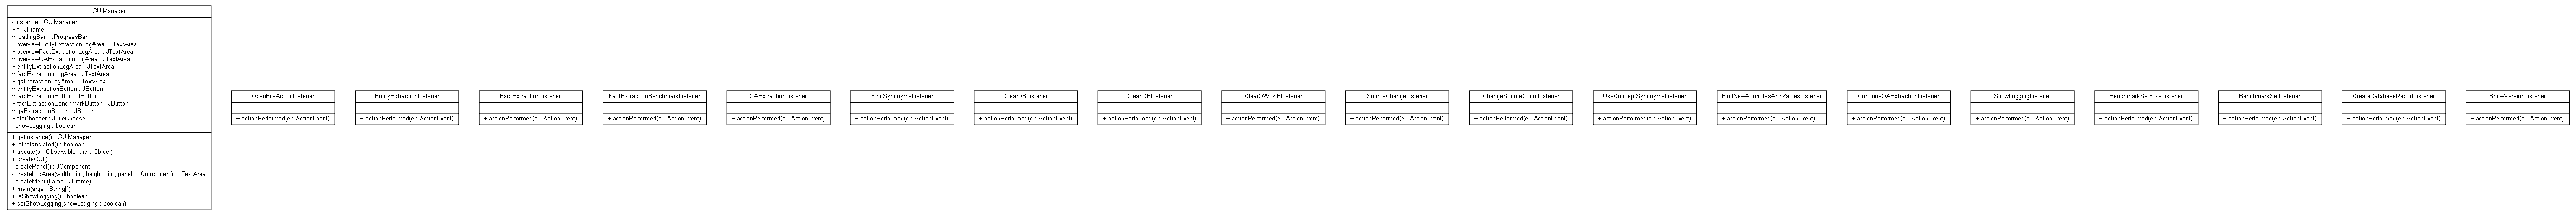 GUIManager
- instance : GUIManager
~ f : JFrame
~ loadingBar : JProgressBar
~ overviewEntityExtractionLogArea : JTextArea
~ overviewFactExtractionLogArea : JTextArea
~ overviewQAExtractionLogArea : JTextArea
~ entityExtractionLogArea : JTextArea
~ factExtractionLogArea : JTextArea
~ qaExtractionLogArea : JTextArea
~ entityExtractionButton : JButton
~ factExtractionButton : JButton
~ factExtractionBenchmarkButton : JButton
~ qaExtractionButton : JButton
~ fileChooser : JFileChooser
- showLogging : boolean
+ getInstance() : GUIManager
+ isInstanciated() : boolean
+ update(o : Observable, arg : Object)
+ createGUI()
- createPanel() : JComponent
- createLogArea(width : int, height : int, panel : JComponent) : JTextArea
- createMenu(frame : JFrame)
+ main(args : String[])
+ isShowLogging() : boolean
+ setShowLogging(showLogging : boolean)
OpenFileActionListener
+ actionPerformed(e : ActionEvent)
EntityExtractionListener
+ actionPerformed(e : ActionEvent)
FactExtractionListener
+ actionPerformed(e : ActionEvent)
FactExtractionBenchmarkListener
+ actionPerformed(e : ActionEvent)
QAExtractionListener
+ actionPerformed(e : ActionEvent)
FindSynonymsListener
+ actionPerformed(e : ActionEvent)
ClearDBListener
+ actionPerformed(e : ActionEvent)
CleanDBListener
+ actionPerformed(e : ActionEvent)
ClearOWLKBListener
+ actionPerformed(e : ActionEvent)
SourceChangeListener
+ actionPerformed(e : ActionEvent)
ChangeSourceCountListener
+ actionPerformed(e : ActionEvent)
UseConceptSynonymsListener
+ actionPerformed(e : ActionEvent)
FindNewAttributesAndValuesListener
+ actionPerformed(e : ActionEvent)
ContinueQAExtractionListener
+ actionPerformed(e : ActionEvent)
ShowLoggingListener
+ actionPerformed(e : ActionEvent)
BenchmarkSetSizeListener
+ actionPerformed(e : ActionEvent)
BenchmarkSetListener
+ actionPerformed(e : ActionEvent)
CreateDatabaseReportListener
+ actionPerformed(e : ActionEvent)
ShowVersionListener
+ actionPerformed(e : ActionEvent)